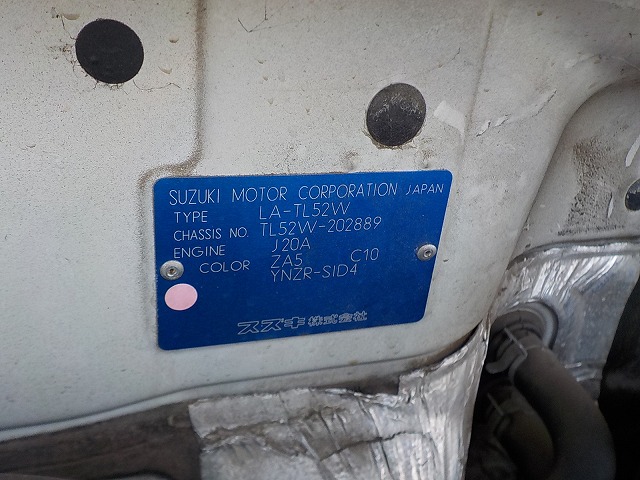 SUZUKI MOTOR CORPORATION JAPAN
TYPE LA-TL52W
CHASSIS NO. TL52W-202889
ENGINE J20A
COLOR ZA5 C10
YNZR-SID4
スズキ株式会社